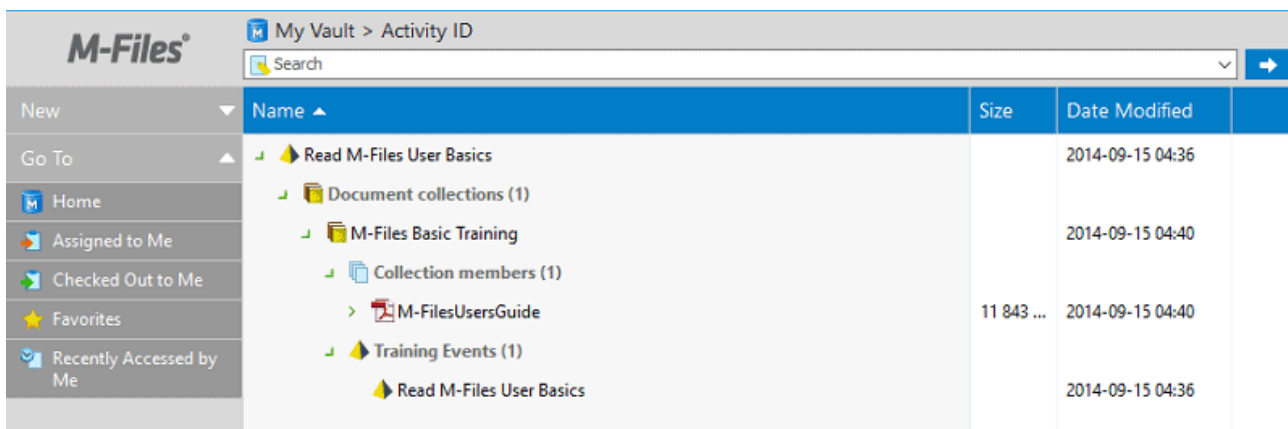 M-Files®
My Vault > Activity ID
Search
New
Name Size Date Modified
Go To
Read M-Files User Basics 2014-09-15 04:36
Home
Document collections (1)
Assigned to Me
M-Files Basic Training 2014-09-15 04:40
Checked Out to Me
Collection members (1)
Favorites
M-FilesUsersGuide 11 843 ... 2014-09-15 04:40
Recently Accessed by
Me
Training Events (1)
Read M-Files User Basics 2014-09-15 04:36